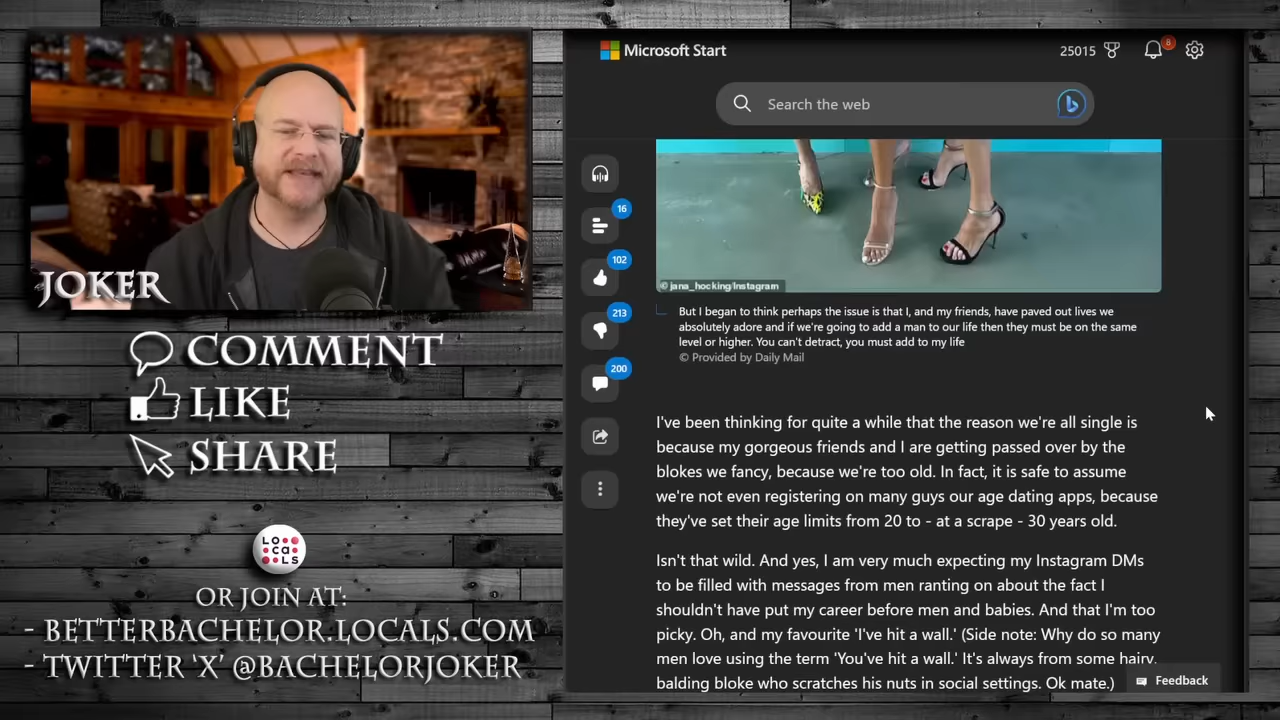 JOKER
COMMENT
LIKE
SHARE
LOCALS
OR JOIN AT:
- BETTERBACHELOR.LOCALS.COM
- TWITTER 'X' @BACHELORJOKER
Microsoft Start
25015
8
Search the web
16
102
213
200
© jana_hocking/Instagram
But I began to think perhaps the issue is that I, and my friends, have paved out lives we
absolutely adore and if we're going to add a man to our life then they must be on the same
level or higher. You can't detract, you must add to my life
© Provided by Daily Mail
I've been thinking for quite a while that the reason we're all single is
because my gorgeous friends and I are getting passed over by the
blokes we fancy, because we're too old. In fact, it is safe to assume
we're not even registering on many guys our age dating apps, because
they've set their age limits from 20 to - at a scrape - 30 years old.
Isn't that wild. And yes, I am very much expecting my Instagram DMs
to be filled with messages from men ranting on about the fact I
shouldn't have put my career before men and babies. And that I'm too
picky. Oh, and my favourite 'I've hit a wall.' (Side note: Why do so many
men love using the term 'You've hit a wall.' It's always from some hairy,
balding bloke who scratches his nuts in social settings. Ok mate.)
Feedback